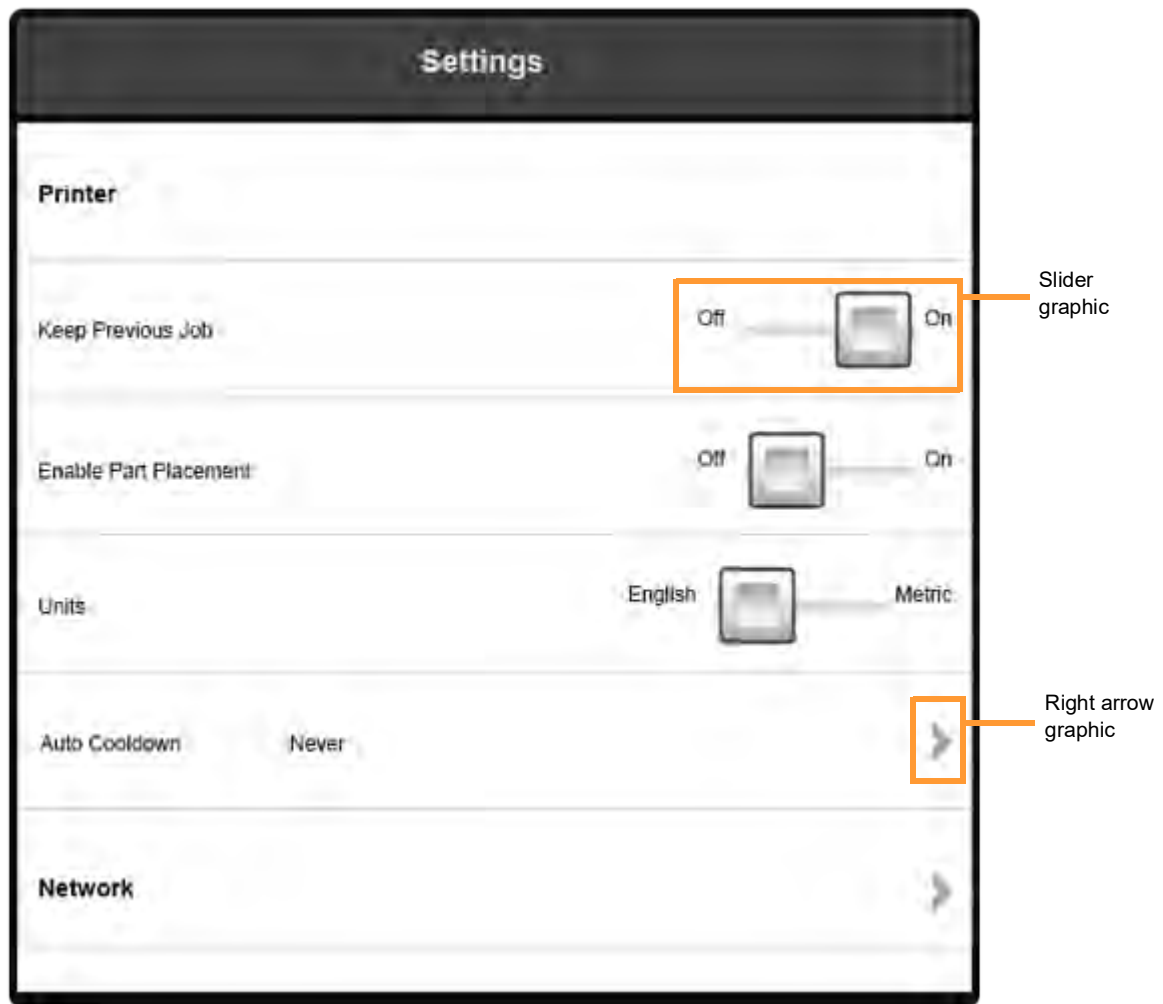 Settings
Printer
Slider
graphic
Keep Previous Job Off On
Enable Part Placement Off On
Units English Metric
Right arrow
graphic
Auto Cooldown Never
Network